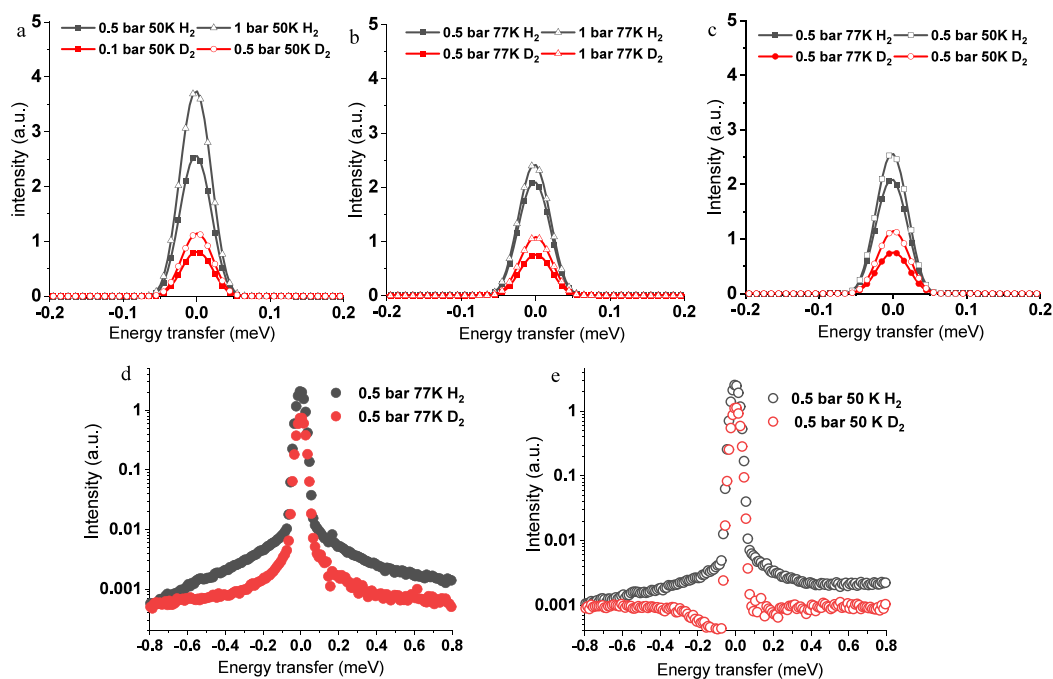 a
0.5 bar 50K H₂ 1 bar 50K H₂
0.1 bar 50K D₂ 0.5 bar 50K D₂
5
4
3
2
1
0
intensity (a.u.)
-0.2 -0.1 0.0 0.1 0.2
Energy transfer (meV)
b
0.5 bar 77K H₂ 1 bar 77K H₂
0.5 bar 77K D₂ 1 bar 77K D₂
5
4
3
2
1
0
Intensity (a.u.)
-0.2 -0.1 0.0 0.1 0.2
Energy transfer (meV)
c
0.5 bar 77K H₂ 0.5 bar 50K H₂
0.5 bar 77K D₂ 0.5 bar 50K D₂
5
4
3
2
1
0
Intensity (a.u.)
-0.2 -0.1 0.0 0.1 0.2
Energy transfer (meV)
d
0.5 bar 77K H₂
0.5 bar 77K D₂
1
0.1
0.01
0.001
Intensity (a.u.)
-0.8 -0.6 -0.4 -0.2 0.0 0.2 0.4 0.6 0.8
Energy transfer (meV)
e
0.5 bar 50 K H₂
0.5 bar 50 K D₂
1
0.1
0.01
0.001
Intensity (a.u.)
-0.8 -0.6 -0.4 -0.2 0.0 0.2 0.4 0.6 0.8
Energy transfer (meV)